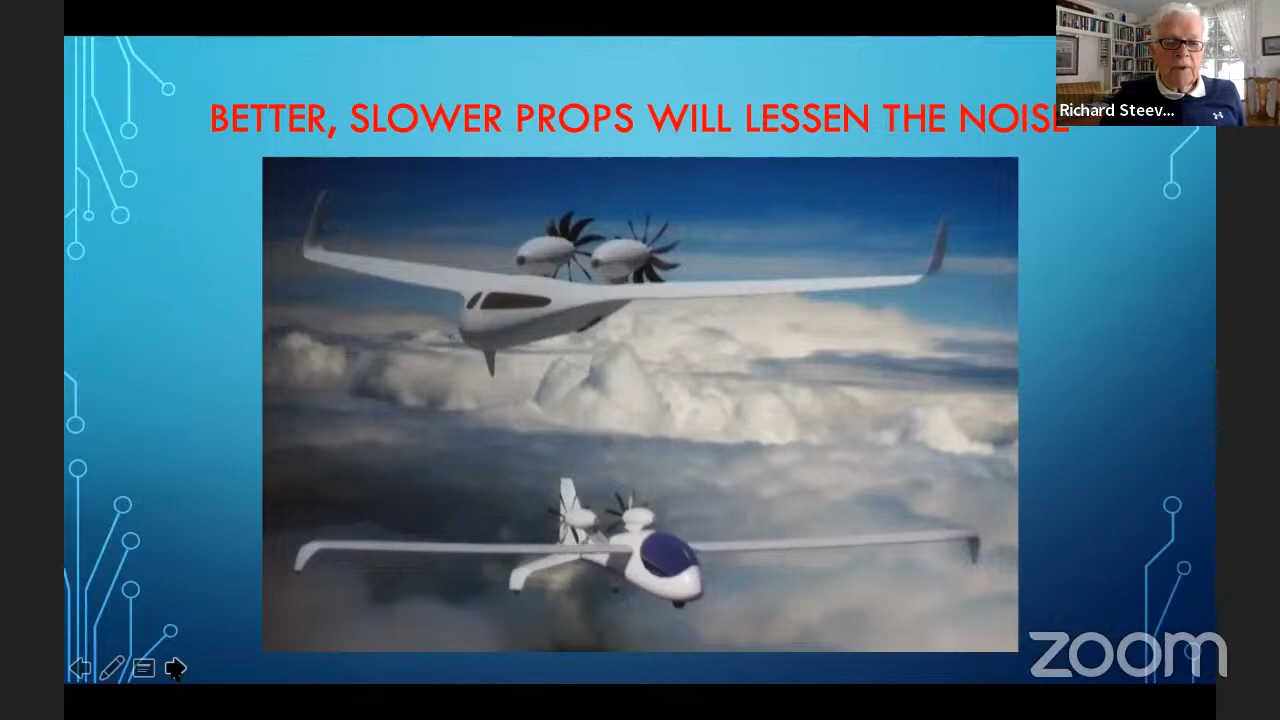 BETTER, SLOWER PROPS WILL LESSEN THE NOISE
Richard Steev...
zoom